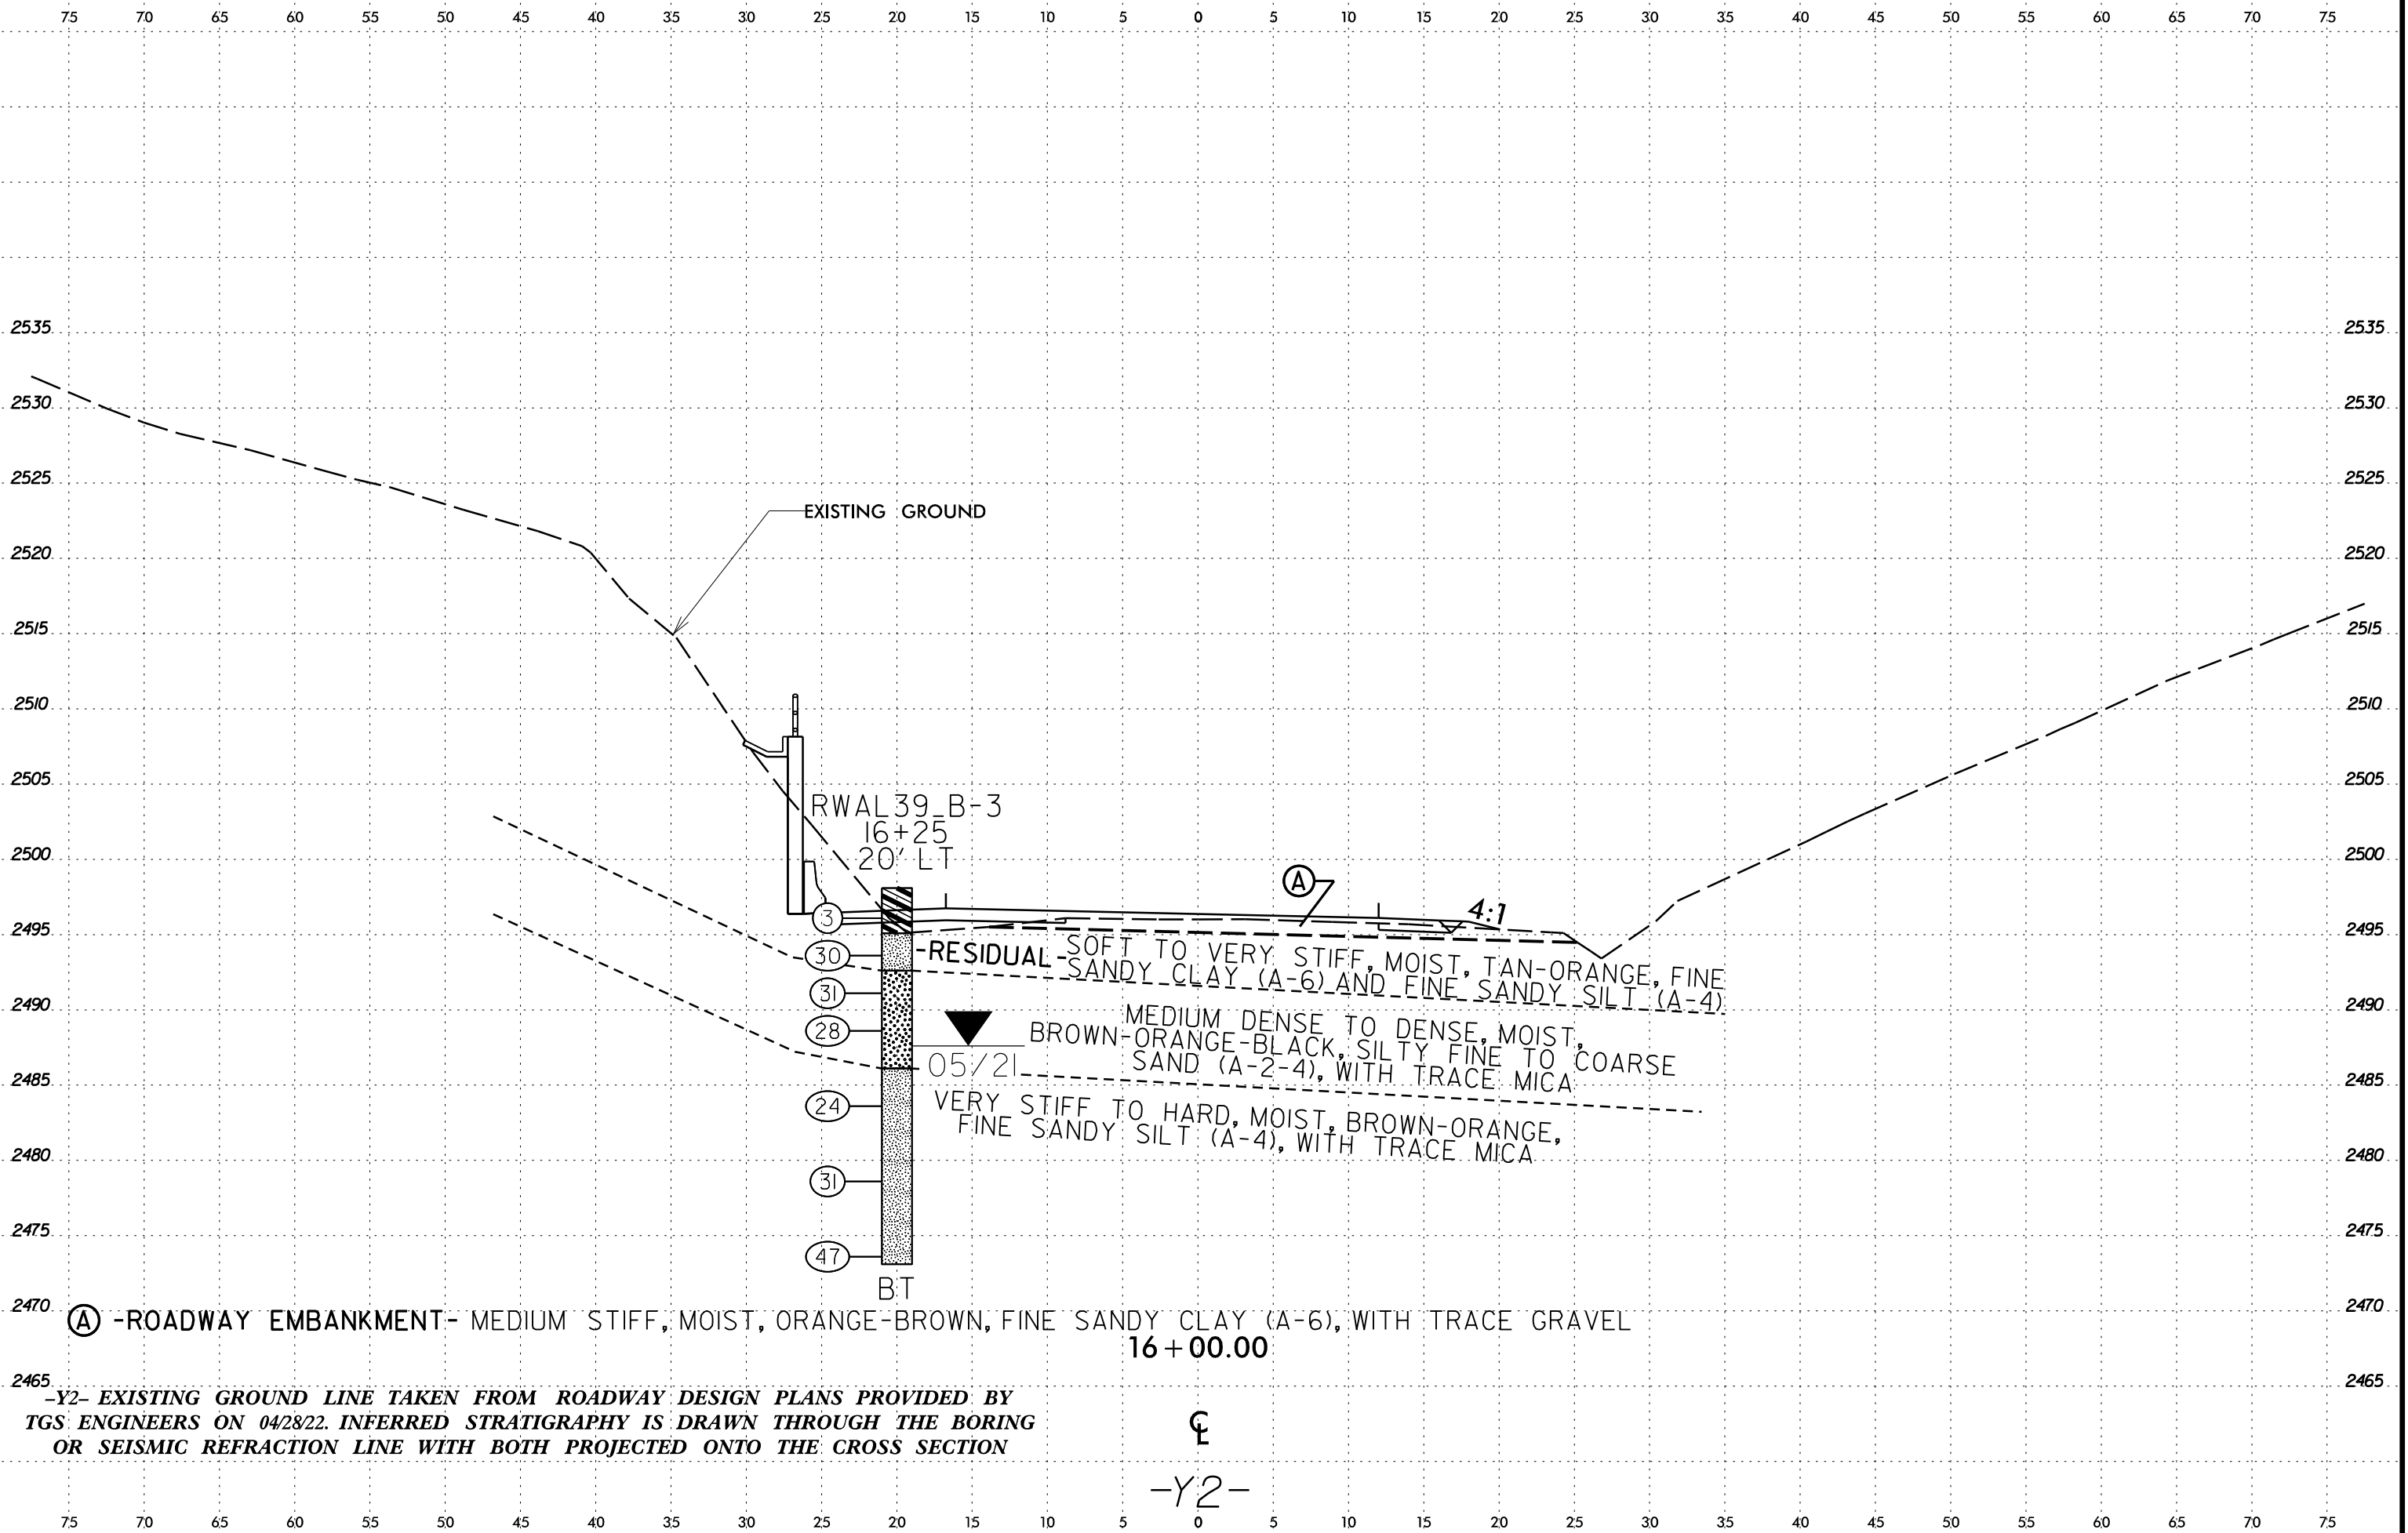 75 70 65 60 55 50 45 40 35 30 25 20 15 10 5 0 5 10 15 20 25 30 35 40 45 50 55 60 65 70 75
2535 2535
2530 2530
2525 2525
EXISTING GROUND
2520 2520
2515 2515
2510 2510
2505 2505
RWAL39_B-3
16+25
20' LT
2500 2500
A
4:1
3
2495 2495
30
-RESIDUAL- SOFT TO VERY STIFF, MOIST, TAN-ORANGE, FINE
SANDY CLAY (A-6) AND FINE SANDY SILT (A-4)
31
2490 2490
28
MEDIUM DENSE TO DENSE, MOIST,
BROWN-ORANGE-BLACK, SILTY FINE TO COARSE
SAND (A-2-4), WITH TRACE MICA
05/21
2485 2485
24
VERY STIFF TO HARD, MOIST, BROWN-ORANGE,
FINE SANDY SILT (A-4), WITH TRACE MICA
2480 2480
31
2475 2475
47
BT
2470 2470
A -ROADWAY EMBANKMENT- MEDIUM STIFF, MOIST, ORANGE-BROWN, FINE SANDY CLAY (A-6), WITH TRACE GRAVEL
16+00.00
2465 2465
-Y2- EXISTING GROUND LINE TAKEN FROM ROADWAY DESIGN PLANS PROVIDED BY
TGS ENGINEERS ON 04/28/22. INFERRED STRATIGRAPHY IS DRAWN THROUGH THE BORING
OR SEISMIC REFRACTION LINE WITH BOTH PROJECTED ONTO THE CROSS SECTION
℄
-Y2-
75 70 65 60 55 50 45 40 35 30 25 20 15 10 5 0 5 10 15 20 25 30 35 40 45 50 55 60 65 70 75